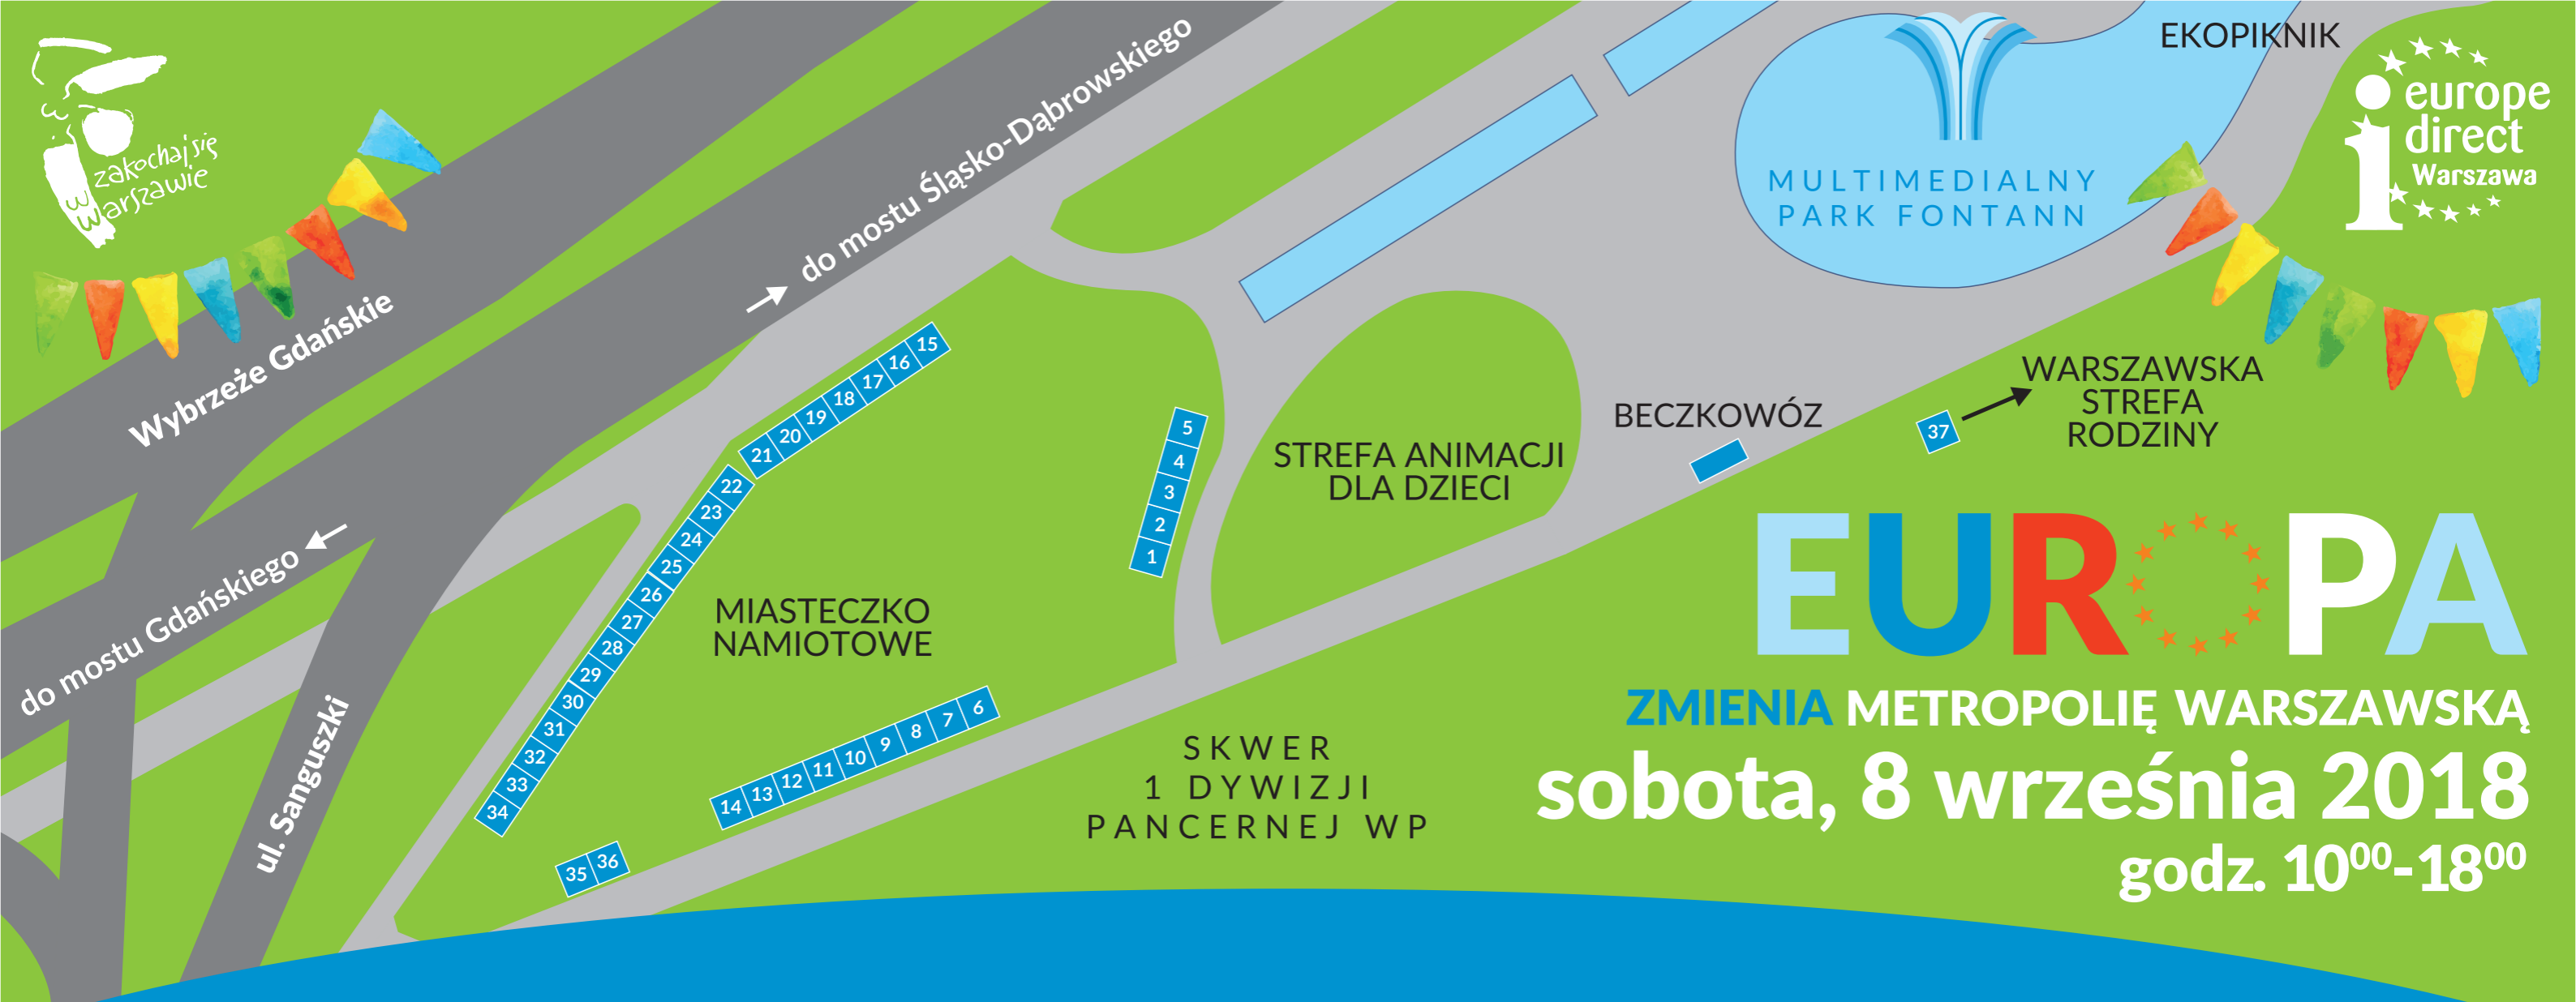 zakochaj się
w
Warszawie
Wybrzeże Gdańskie
do mostu Śląsko-Dąbrowskiego
do mostu Gdańskiego
ul. Sanguszki
EKOPIKNIK
europe
direct
Warszawa
MULTIMEDIALNY
PARK FONTANN
15
16
17
18
19
20
21
22
23
24
25
26
27
28
29
30
31
32
33
34
5
4
3
2
1
MIASTECZKO
NAMIOTOWE
6
7
8
9
10
11
12
13
14
35
36
STREFA ANIMACJI
DLA DZIECI
BECZKOWÓZ
37
WARSZAWSKA
STREFA
RODZINY
SKWER
1 DYWIZJI
PANCERNEJ WP
EUROPA
ZMIENIA METROPOLIĘ WARSZAWSKĄ
sobota, 8 września 2018
godz. 10⁰⁰-18⁰⁰